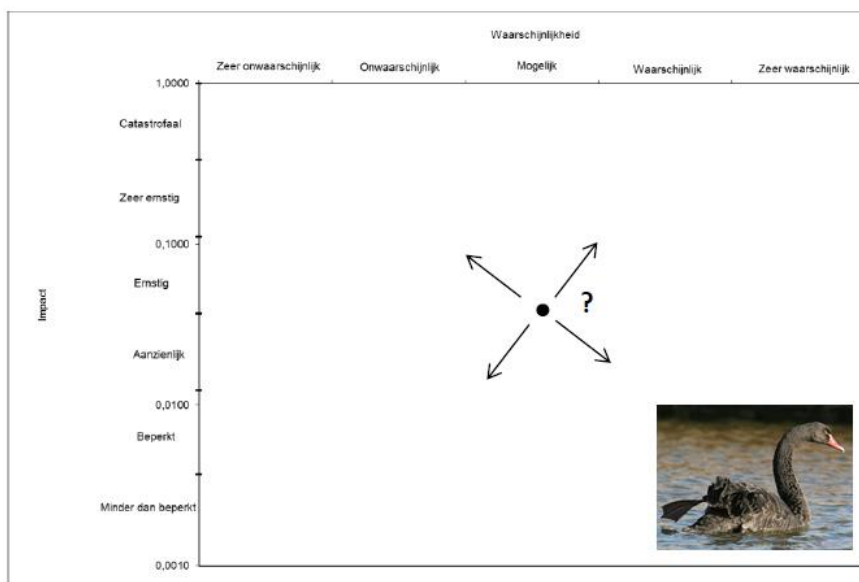 Waarschijnlijkheid
Zeer onwaarschijnlijk Onwaarschijnlijk Mogelijk Waarschijnlijk Zeer waarschijnlijk
1,0000
Catastrofaal
Zeer ernstig
0,1000
Ernstig
?
Impact
Aanzienlijk
0,0100
Beperkt
Minder dan beperkt
0,0010